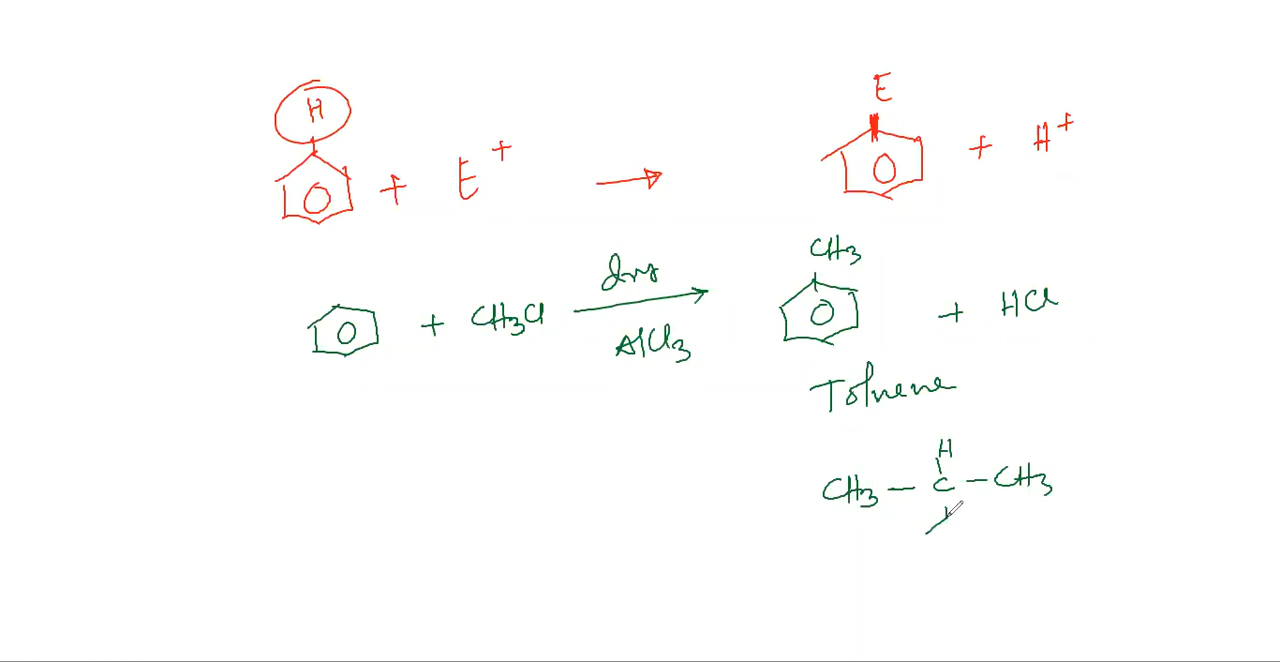 H E
+ E+ → + H+
CH3
+ CH3Cl dry AlCl3 → + HCl
Toluene
H
CH3 — C — CH3